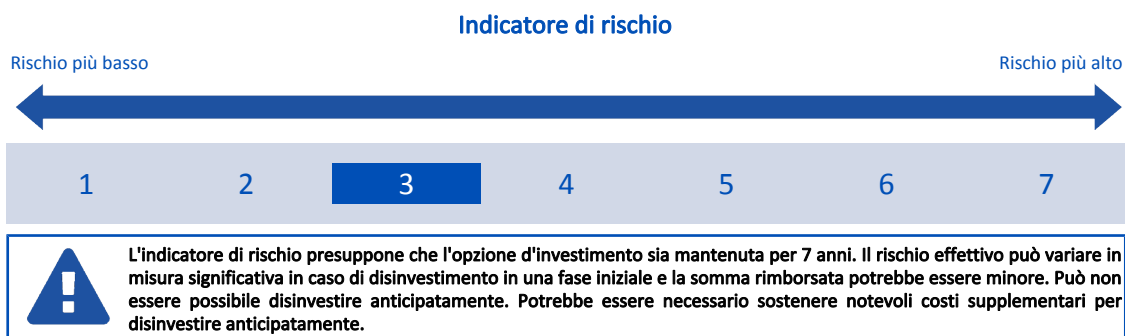 Indicatore di rischio
Rischio più basso
Rischio più alto
1 2 3 4 5 6 7
L'indicatore di rischio presuppone che l'opzione d'investimento sia mantenuta per 7 anni. Il rischio effettivo può variare in
misura significativa in caso di disinvestimento in una fase iniziale e la somma rimborsata potrebbe essere minore. Può non
essere possibile disinvestire anticipatamente. Potrebbe essere necessario sostenere notevoli costi supplementari per
disinvestire anticipatamente.